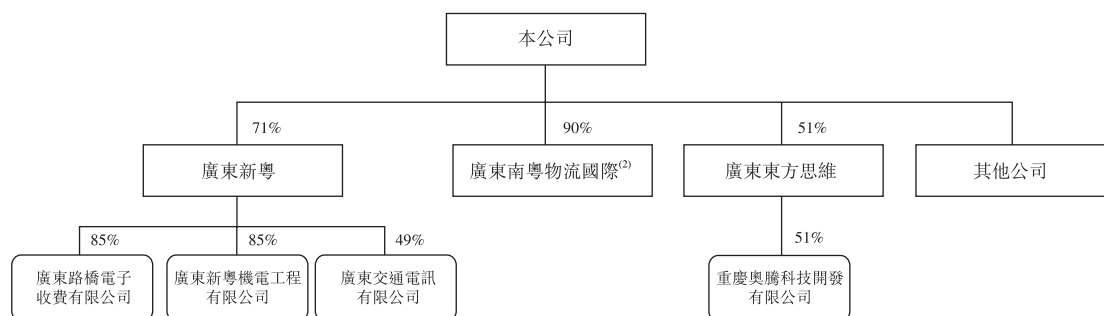 本公司
71%
90%
51%
廣東新粵
廣東南粵物流國際(2)
廣東東方思維
其他公司
85%
85%
49%
51%
廣東路橋電子
收費有限公司
廣東新粵機電工程
有限公司
廣東交通電訊
有限公司
重慶奧騰科技開發
有限公司